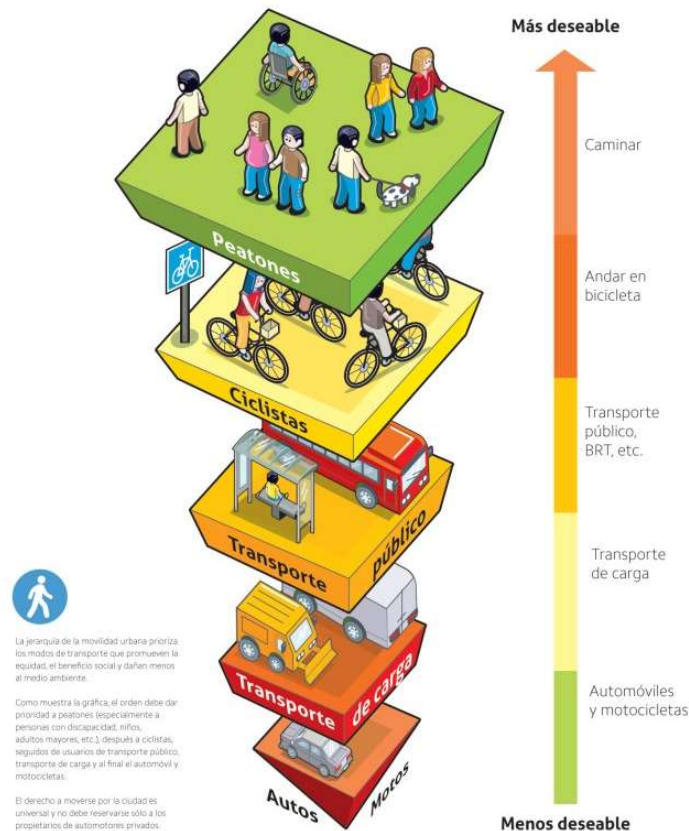 Más deseable
Caminar
Andar en
bicicleta
Transporte
público,
BRT, etc.
Transporte
de carga
Automóviles
y motocicletas
Menos deseable
Peatones
Ciclistas
Transporte público
Transporte de carga
Autos Motos
La jerarquía de la movilidad urbana prioriza
los modos de transporte que promueven la
equidad, el beneficio social y dañan menos
al medio ambiente.
Como muestra la gráfica, el orden debe dar
prioridad a peatones (especialmente a
personas con discapacidad, niños,
adultos mayores, etc.), después a ciclistas,
seguidos de usuarios de transporte público,
transporte de carga y al final el automóvil y
motocicletas.
El derecho a moverse por la ciudad es
universal y no debe reservarse sólo a los
propietarios de automotores privados.